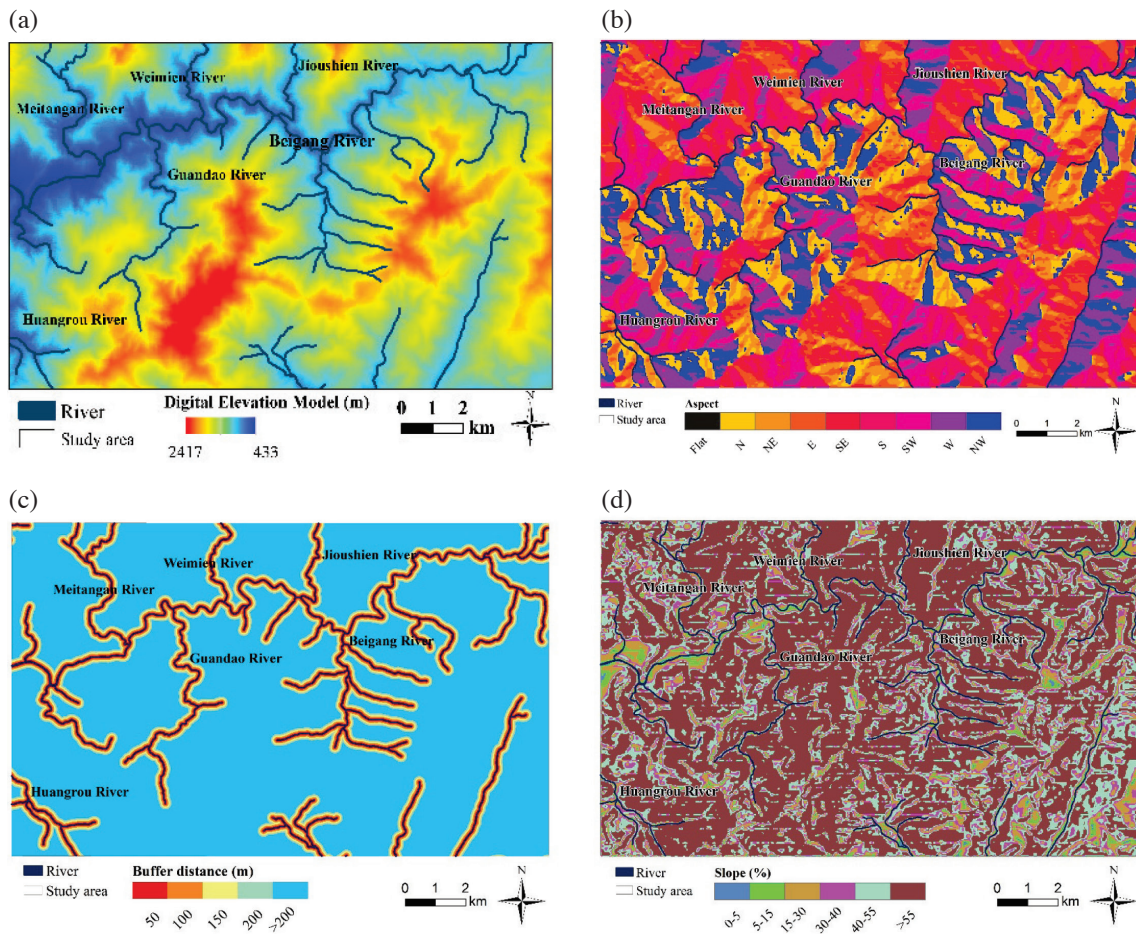 (a)
Weimien River
Jioushien River
Meitangan River
Beigang River
Guandao River
Huangrou River
River
Study area
Digital Elevation Model (m)
2417 433
0 1 2
km
N
(b)
Weimien River
Jioushien River
Meitangan River
Beigang River
Guandao River
Huangrou River
River
Study area
Aspect
Flat N NE E SE S SW W NW
0 1 2
km
N
(c)
Weimien River
Jioushien River
Meitangan River
Beigang River
Guandao River
Huangrou River
River
Study area
Buffer distance (m)
50 100 150 200 >200
0 1 2
km
N
(d)
Weimien River
Jioushien River
Meitangan River
Beigang River
Guandao River
Huangrou River
River
Study area
Slope (%)
0-5 5-15 15-30 30-40 40-55 >55
0 1 2
km
N